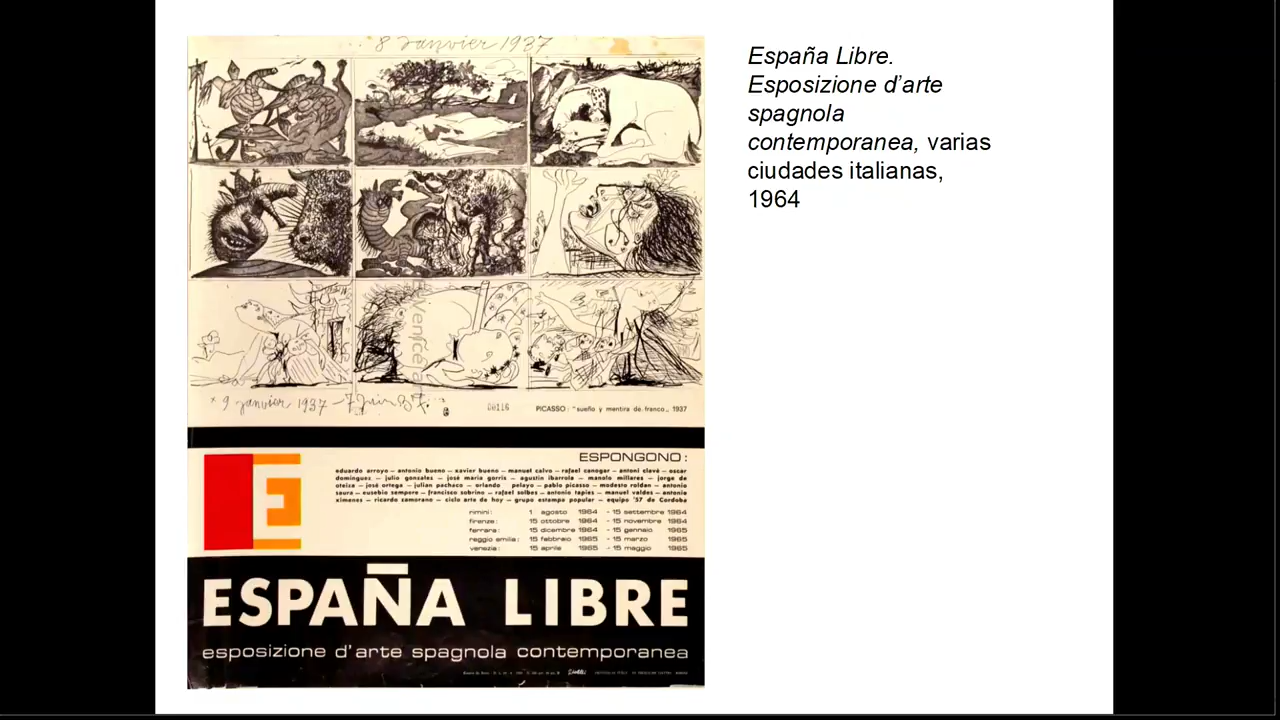 8 Janvier 1937
España Libre.
Esposizione d'arte
spagnola
contemporanea, varias
ciudades italianas,
1964
9 janvier 1937 – 7 Juin 37.
00116
PICASSO: "sueño y mentira de franco„ 1937
ESPONGONO:
eduardo arroyo – antonio bueno – xavier bueno – manuel calvo – rafael canogar – antoni clavé – oscar
dominguez – julio gonzales – josé maria gorris – agustin ibarrola – manolo millares – jorge de
oteiza – josé ortega – julian pacheco – orlando pelayo – pablo picasso – modesto roldan – antonio
saura – eusebio sempere – francisco sobrino – rafael solbes – antonio tapies – manuel valdes – antonio
ximenes – ricardo zamorano – ciclo arte de hoy – grupo estampa popular – equipo '57 de Cordoba
rimini: 1 agosto 1964 - 15 settembre 1964
firenze: 15 ottobre 1964 - 15 novembre 1964
ferrara: 15 dicembre 1964 - 15 gennaio 1965
reggio emilia: 15 febbraio 1965 - 15 marzo 1965
venezia: 15 aprile 1965 - 15 maggio 1965
ESPAÑA LIBRE
esposizione d'arte spagnola contemporanea